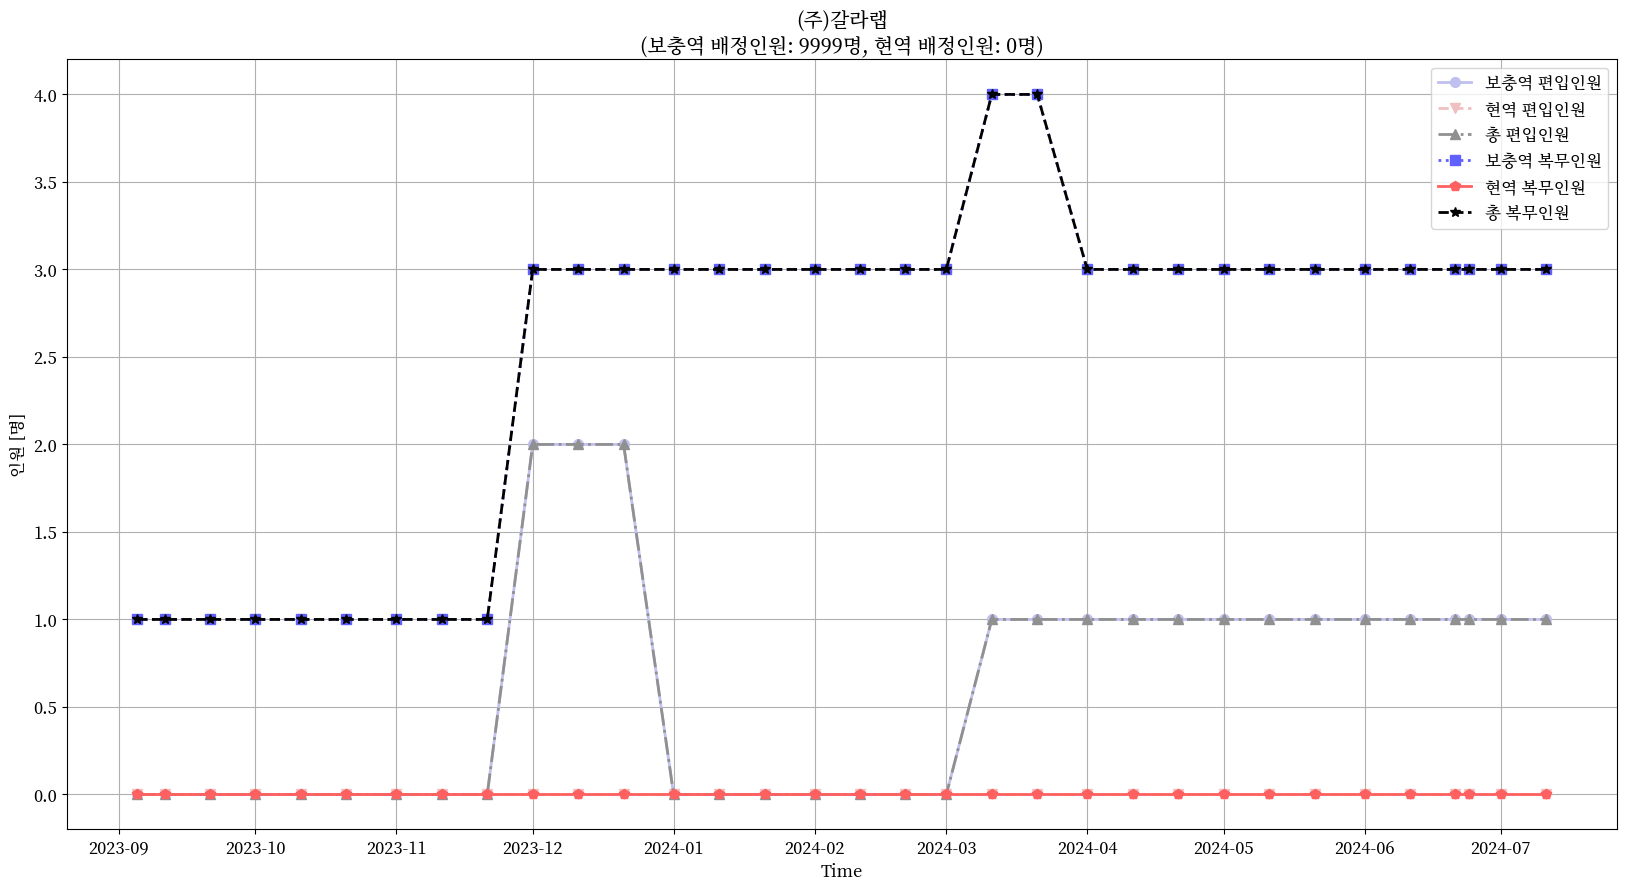 (주)갈라랩
(보충역 배정인원: 9999명, 현역 배정인원: 0명)
보충역 편입인원
현역 편입인원
총 편입인원
보충역 복무인원
현역 복무인원
총 복무인원
인원 [명]
4.0
3.5
3.0
2.5
2.0
1.5
1.0
0.5
0.0
2023-09 2023-10 2023-11 2023-12 2024-01 2024-02 2024-03 2024-04 2024-05 2024-06 2024-07
Time